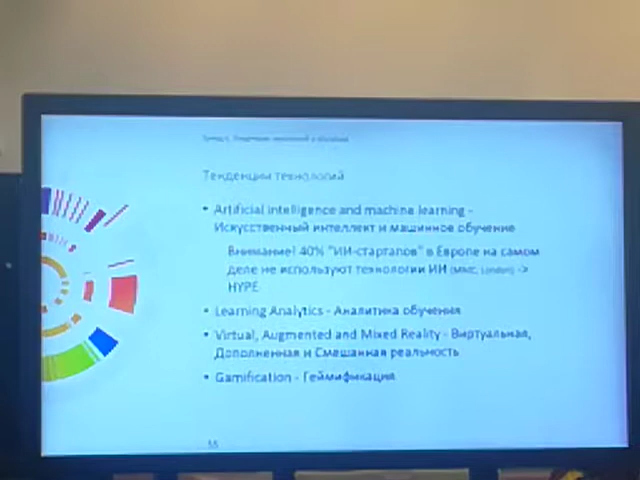 Тенденции технологий
• Artificial intelligence and machine learning -
Искусственный интеллект и машинное обучение
Внимание! 40% "ИИ-стартапов" в Европе на самом
деле не используют технологии ИИ (MMC, London) ->
HYPE
• Learning Analytics - Аналитика обучения
• Virtual, Augmented and Mixed Reality - Виртуальная,
Дополненная и Смешанная реальность
• Gamification - Геймификация